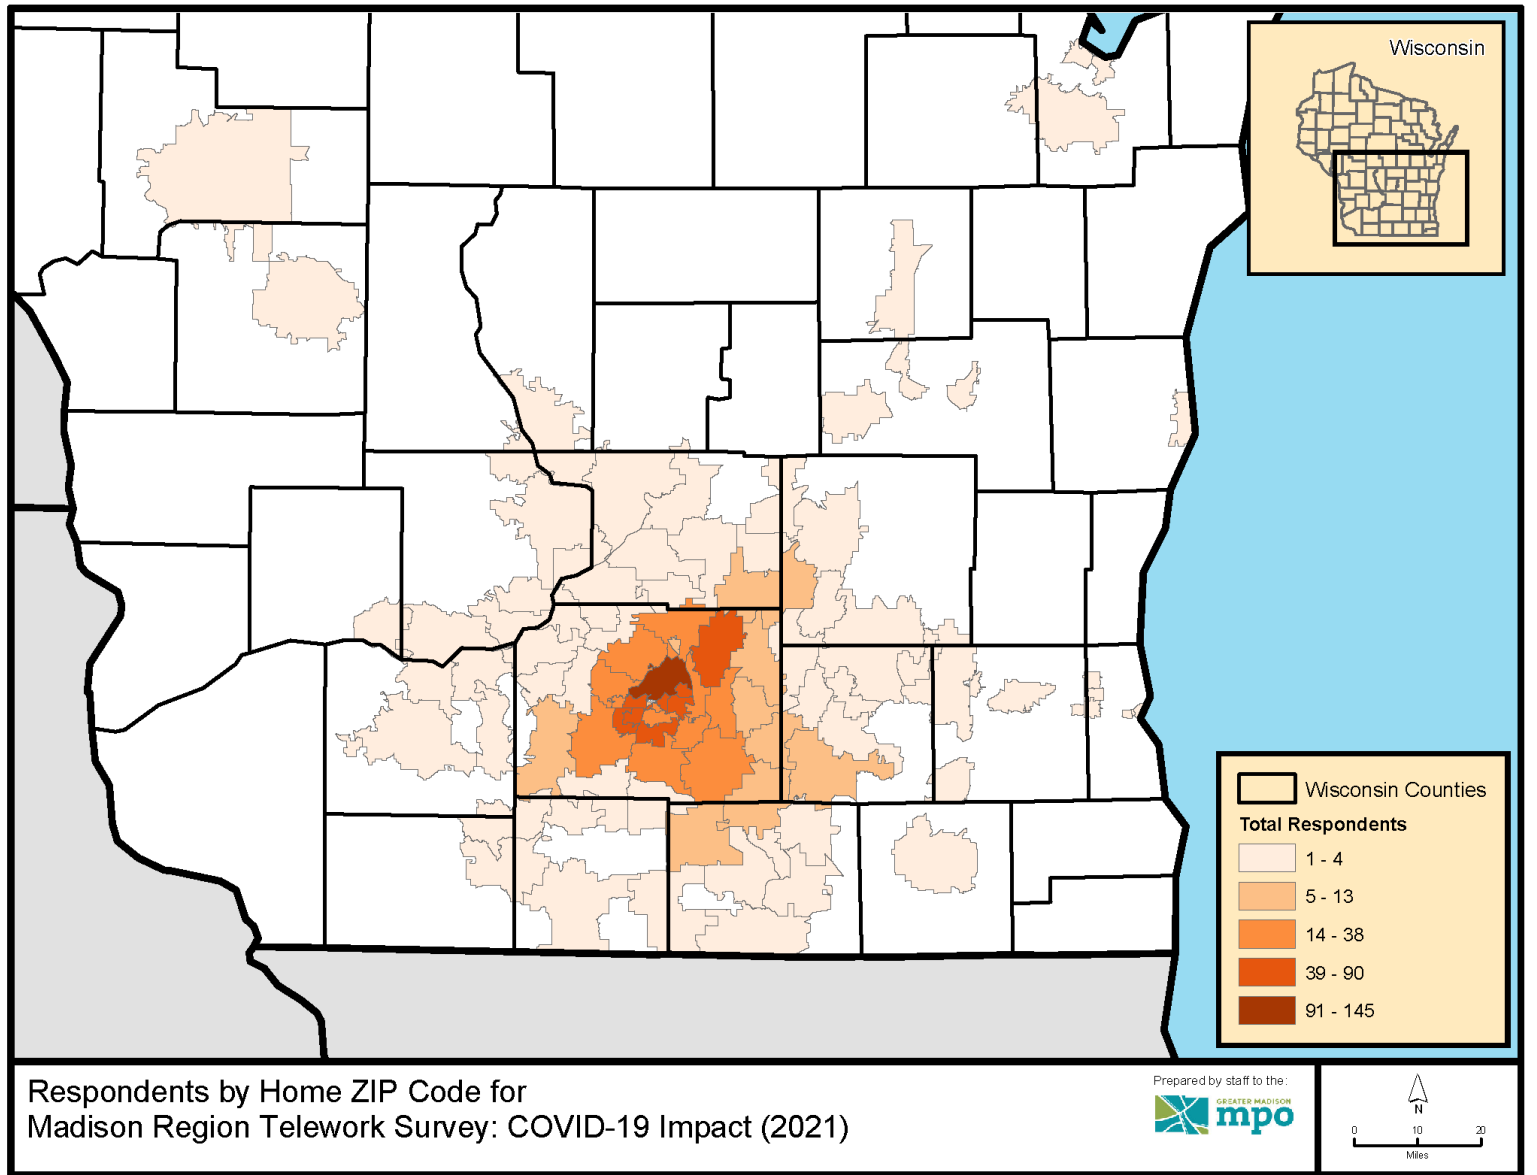 Wisconsin
Wisconsin Counties
Total Respondents
1 - 4
5 - 13
14 - 38
39 - 90
91 - 145
Respondents by Home ZIP Code for
Madison Region Telework Survey: COVID-19 Impact (2021)
Prepared by staff to the:
GREATER MADISON
mpo
N
0 10 20
Miles